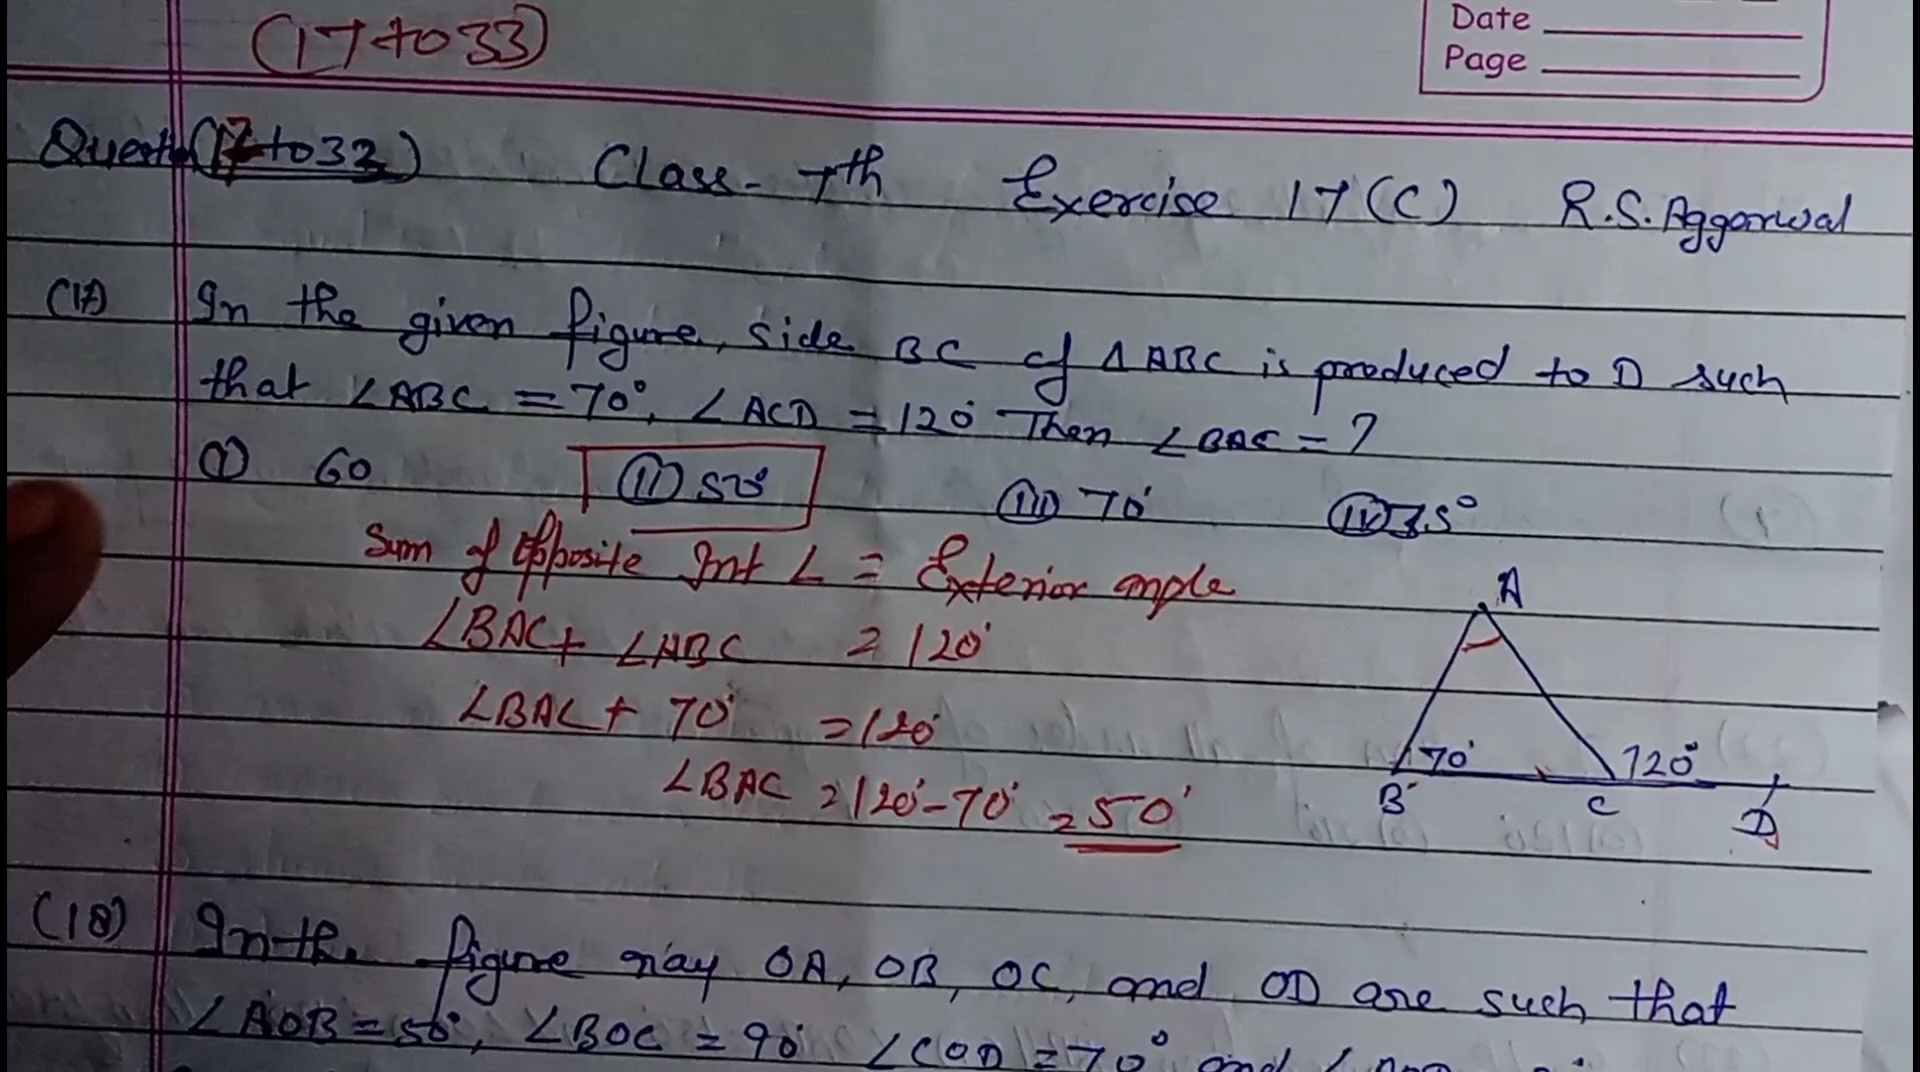 (17 to 33)
Date
Page
Quest (17 to 33) Class - 7th Exercise 17(C) R.S. Aggarwal
(17) In the given figure, side BC of ∆ABC is produced to D such
that ∠ABC = 70°, ∠ACD = 120° Then ∠BAC = ?
(I) 60 (II) 50° (III) 70° (IV) 35°
Sum of opposite Int ∠ = Exterior angle
∠BAC + ∠ABC = 120°
∠BAC + 70° = 120°
∠BAC = 120° - 70° = 50°
A
70° 120°
B C D
(18) In the figure ray OA, OB, OC, and OD are such that
∠AOB = 50°, ∠BOC = 90° ∠COD = 70° and